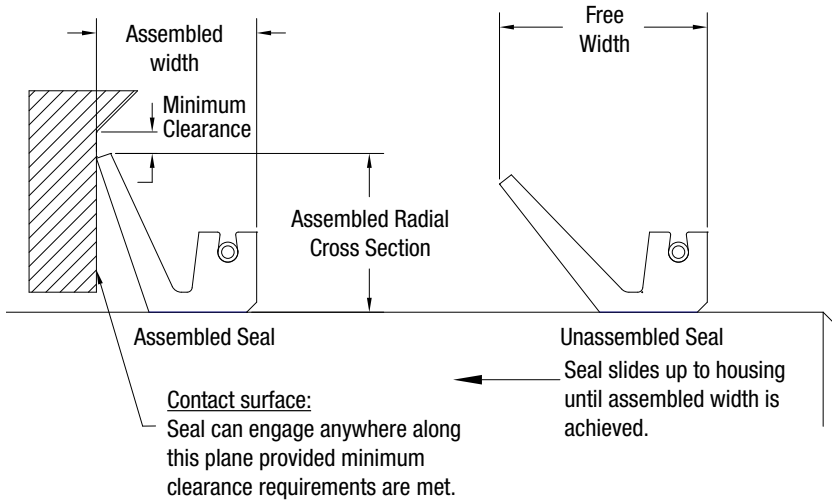 Assembled
width
Free
Width
Minimum
Clearance
Assembled Radial
Cross Section
Assembled Seal
Unassembled Seal
Seal slides up to housing
until assembled width is
achieved.
Contact surface:
Seal can engage anywhere along
this plane provided minimum
clearance requirements are met.